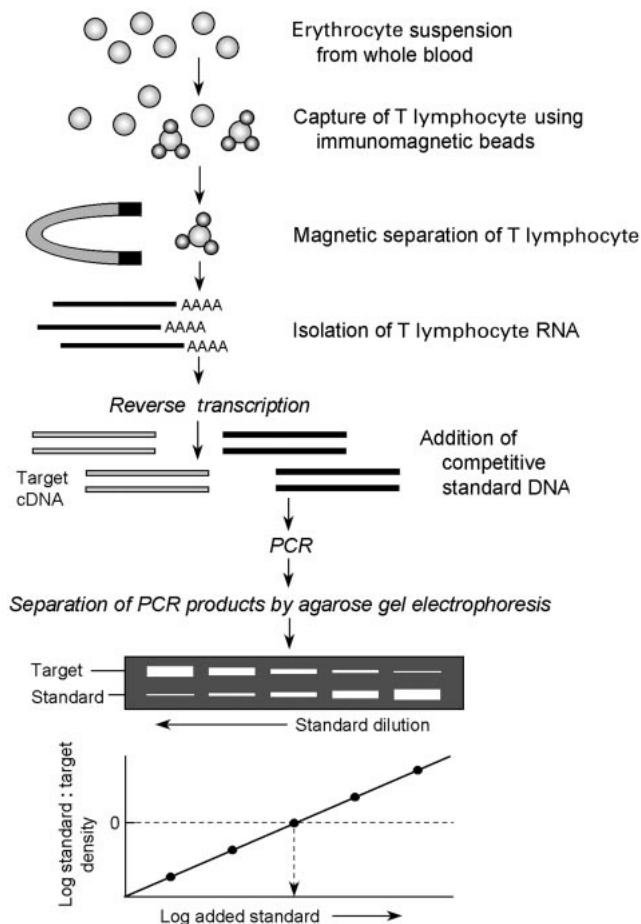 Erythrocyte suspension
from whole blood
Capture of T lymphocyte using
immunomagnetic beads
Magnetic separation of T lymphocyte
AAAA
AAAA
AAAA
Isolation of T lymphocyte RNA
Reverse transcription
Target
cDNA
Addition of
competitive
standard DNA
PCR
Separation of PCR products by agarose gel electrophoresis
Target
Standard
Standard dilution
Log standard : target
density
0
Log added standard